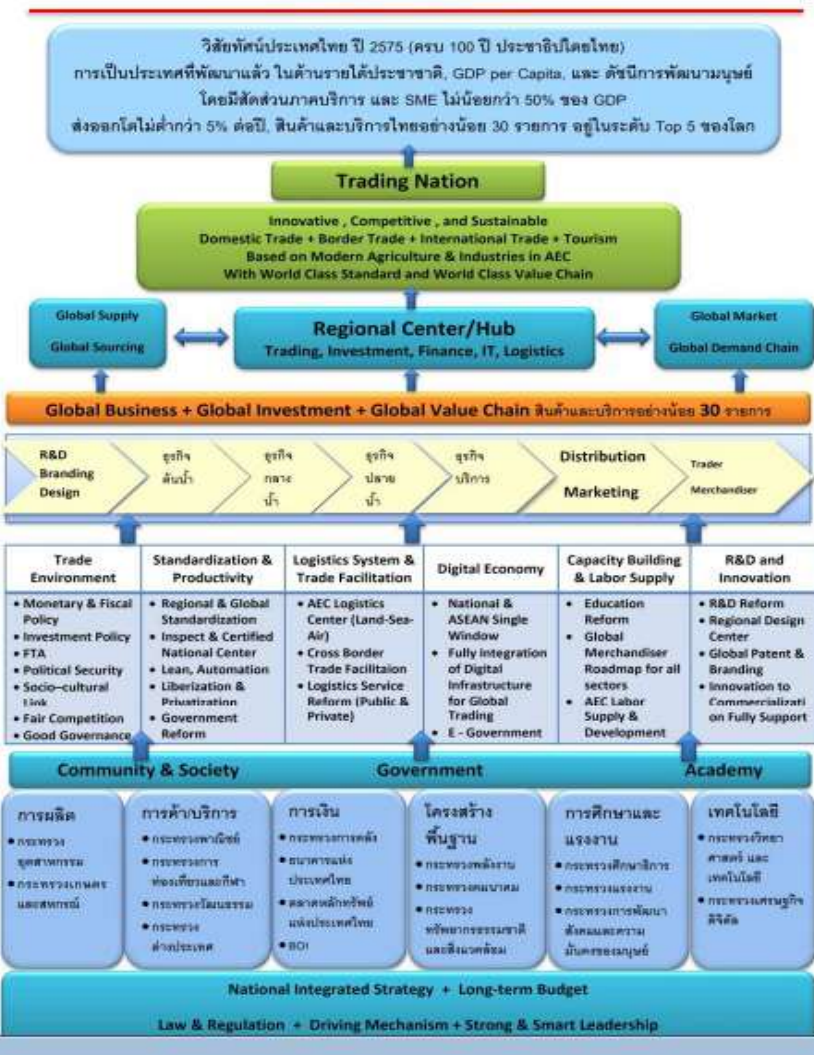 วิสัยทัศน์ประเทศไทย ปี 2575 (ครบ 100 ปี ประชาธิปไตยไทย)
การเป็นประเทศที่พัฒนาแล้ว ในด้านรายได้ประชาชาติ, GDP per Capita, และ ดัชนีการพัฒนามนุษย์
โดยมีสัดส่วนภาคบริการ และ SME ไม่น้อยกว่า 50% ของ GDP
ส่งออกโตไม่ต่ำกว่า 5% ต่อปี, สินค้าและบริการไทยอย่างน้อย 30 รายการ อยู่ในระดับ Top 5 ของโลก
Trading Nation
Innovative , Competitive , and Sustainable
Domestic Trade + Border Trade + International Trade + Tourism
Based on Modern Agriculture & Industries in AEC
With World Class Standard and World Class Value Chain
Global Supply
Global Sourcing
Regional Center/Hub
Trading, Investment, Finance, IT, Logistics
Global Market
Global Demand Chain
Global Business + Global Investment + Global Value Chain สินค้าและบริการอย่างน้อย 30 รายการ
R&D
Branding
Design
ธุรกิจ
ต้นน้ำ
ธุรกิจ
กลาง
น้ำ
ธุรกิจ
ปลาย
น้ำ
ธุรกิจ
บริการ
Distribution
Marketing
Trader
Merchandiser
Trade
Environment
• Monetary & Fiscal
Policy
• Investment Policy
• FTA
• Political Security
• Socio–cultural
Link
• Fair Competition
• Good Governance
Standardization &
Productivity
• Regional & Global
Standardization
• Inspect & Certified
National Center
• Lean, Automation
• Liberization &
Privatization
• Government
Reform
Logistics System &
Trade Facilitation
• AEC Logistics
Center (Land-Sea-
Air)
• Cross Border
Trade Facilitaion
• Logistics Service
Reform (Public &
Private)
Digital Economy
• National &
ASEAN Single
Window
• Fully Integration
of Digital
Infrastructure
for Global
Trading
• E - Government
Capacity Building
& Labor Supply
• Education
Reform
• Global
Merchandiser
Roadmap for all
sectors
• AEC Labor
Supply &
Development
R&D and
Innovation
• R&D Reform
• Regional Design
Center
• Global Patent &
Branding
• Innovation to
Commercializati
on Fully Support
Community & Society
Government
Academy
การผลิต
• กระทรวง
อุตสาหกรรม
• กระทรวงเกษตร
และสหกรณ์
การค้า/บริการ
• กระทรวงพาณิชย์
• กระทรวงการ
ท่องเที่ยวและกีฬา
• กระทรวงวัฒนธรรม
• กระทรวง
ต่างประเทศ
การเงิน
• กระทรวงการคลัง
• ธนาคารแห่ง
ประเทศไทย
• ตลาดหลักทรัพย์
แห่งประเทศไทย
• BOI
โครงสร้าง
พื้นฐาน
• กระทรวงพลังงาน
• กระทรวงคมนาคม
• กระทรวง
ทรัพยากรธรรมชาติ
และสิ่งแวดล้อม
การศึกษาและ
แรงงาน
• กระทรวงศึกษาธิการ
• กระทรวงแรงงาน
• กระทรวงการพัฒนา
สังคมและความ
มั่นคงของมนุษย์
เทคโนโลยี
• กระทรวงวิทยา
ศาสตร์ และ
เทคโนโลยี
• กระทรวงเศรษฐกิจ
ดิจิตัล
National Integrated Strategy + Long-term Budget
Law & Regulation + Driving Mechanism + Strong & Smart Leadership